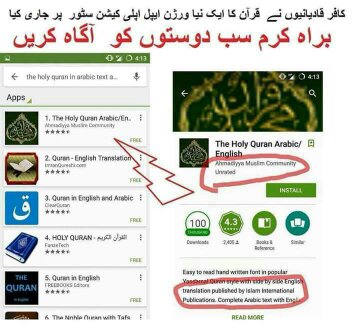 کافر قادیانیوں نے قرآن کا ایک نیا ورژن ایپل اپلی کیشن سٹور پر جاری کیا
براہ کرم سب دوستوں کو آگاہ کریں
4:13
the holy quran in arabic text a...
Apps
1. The Holy Quran Arabic/En..
Ahmadiyya Muslim Community
FREE
2. Quran - English Translation
ImranQureshi.com
FREE
3. Quran in English and Arabic
ClearQuran
FREE
4. HOLY QURAN - القرآن الكريم
FanzeTech
FREE
5. Quran in English
FREEBOOKS Editora
FREE
THE QURAN
6. The Noble Quran with Tafs
4:13
The Holy Quran Arabic/
English
Ahmadiyya Muslim Community
Unrated
INSTALL
100
THOUSAND
Downloads
4.3
2,405
Books &
Reference
Similar
Easy to read hand written font in popular
Yassarnal Quran style with side by side English
translation published by Islam International
Publications. Complete Arabic text with Engl